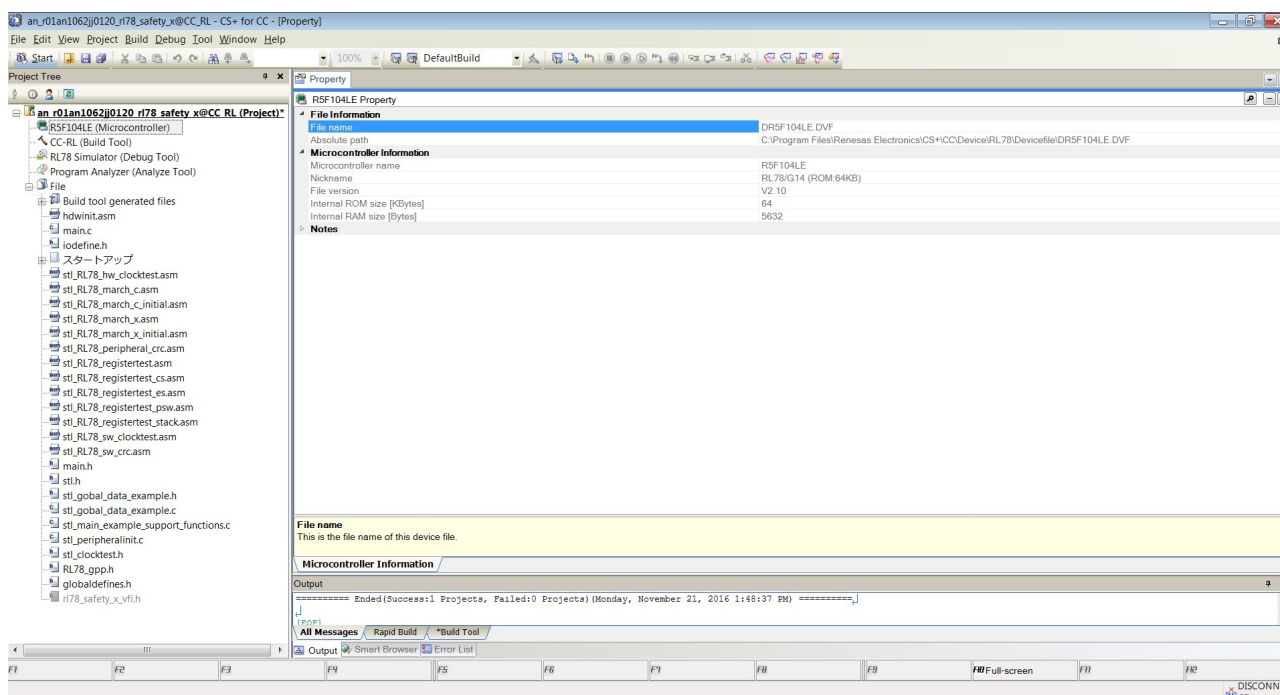 an_r01an1062jj0120_rl78_safety_x@CC_RL - CS+ for CC - [Property]
File Edit View Project Build Debug Tool Window Help
Start 100% DefaultBuild
Project Tree
an_r01an1062jj0120_rl78_safety_x@CC_RL (Project)*
R5F104LE (Microcontroller)
CC-RL (Build Tool)
RL78 Simulator (Debug Tool)
Program Analyzer (Analyze Tool)
File
Build tool generated files
hdwinit.asm
main.c
iodefine.h
スタートアップ
stl_RL78_hw_clocktest.asm
stl_RL78_march_c.asm
stl_RL78_march_c_initial.asm
stl_RL78_march_x.asm
stl_RL78_march_x_initial.asm
stl_RL78_peripheral_crc.asm
stl_RL78_registertest.asm
stl_RL78_registertest_cs.asm
stl_RL78_registertest_es.asm
stl_RL78_registertest_psw.asm
stl_RL78_registertest_stack.asm
stl_RL78_sw_clocktest.asm
stl_RL78_sw_crc.asm
main.h
stl.h
stl_gobal_data_example.h
stl_gobal_data_example.c
stl_main_example_support_functions.c
stl_peripheralinit.c
stl_clocktest.h
RL78_gpp.h
globaldefines.h
rl78_safety_x_vfi.h
Property
R5F104LE Property
File Information
File name DR5F104LE.DVF
Absolute path C:\Program Files\Renesas Electronics\CS+\CC\Device\RL78\Devicefile\DR5F104LE.DVF
Microcontroller Information
Microcontroller name R5F104LE
Nickname RL78/G14 (ROM:64KB)
File version V2.10
Internal ROM size [KBytes] 64
Internal RAM size [Bytes] 5632
Notes
File name
This is the file name of this device file.
Microcontroller Information
Output
========== Ended(Success:1 Projects, Failed:0 Projects)(Monday, November 21, 2016 1:48:37 PM) ==========
[EOF]
All Messages Rapid Build *Build Tool
Output Smart Browser Error List
F1 F2 F3 F4 F5 F6 F7 F8 F9 F10 Full-screen F11 F12
DISCONN